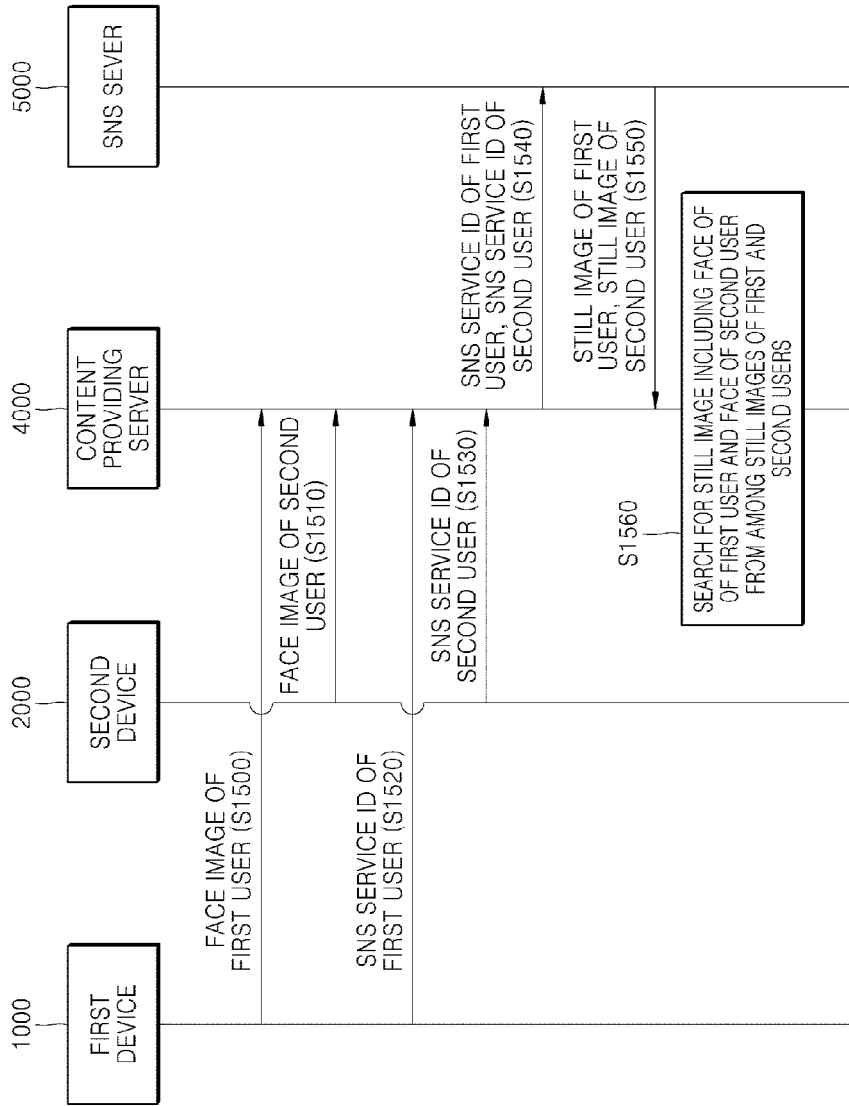 1000
2000
4000
5000
FIRST
DEVICE
SECOND
DEVICE
CONTENT
PROVIDING
SERVER
SNS SEVER
FACE IMAGE OF
FIRST USER (S1500)
FACE IMAGE OF SECOND
USER (S1510)
SNS SERVICE ID OF
FIRST USER (S1520)
SNS SERVICE ID OF
SECOND USER (S1530)
SNS SERVICE ID OF FIRST
USER, SNS SERVICE ID OF
SECOND USER (S1540)
STILL IMAGE OF FIRST
USER, STILL IMAGE OF
SECOND USER (S1550)
S1560
SEARCH FOR STILL IMAGE INCLUDING FACE OF
OF FIRST USER AND FACE OF SECOND USER
FROM AMONG STILL IMAGES OF FIRST AND
SECOND USERS